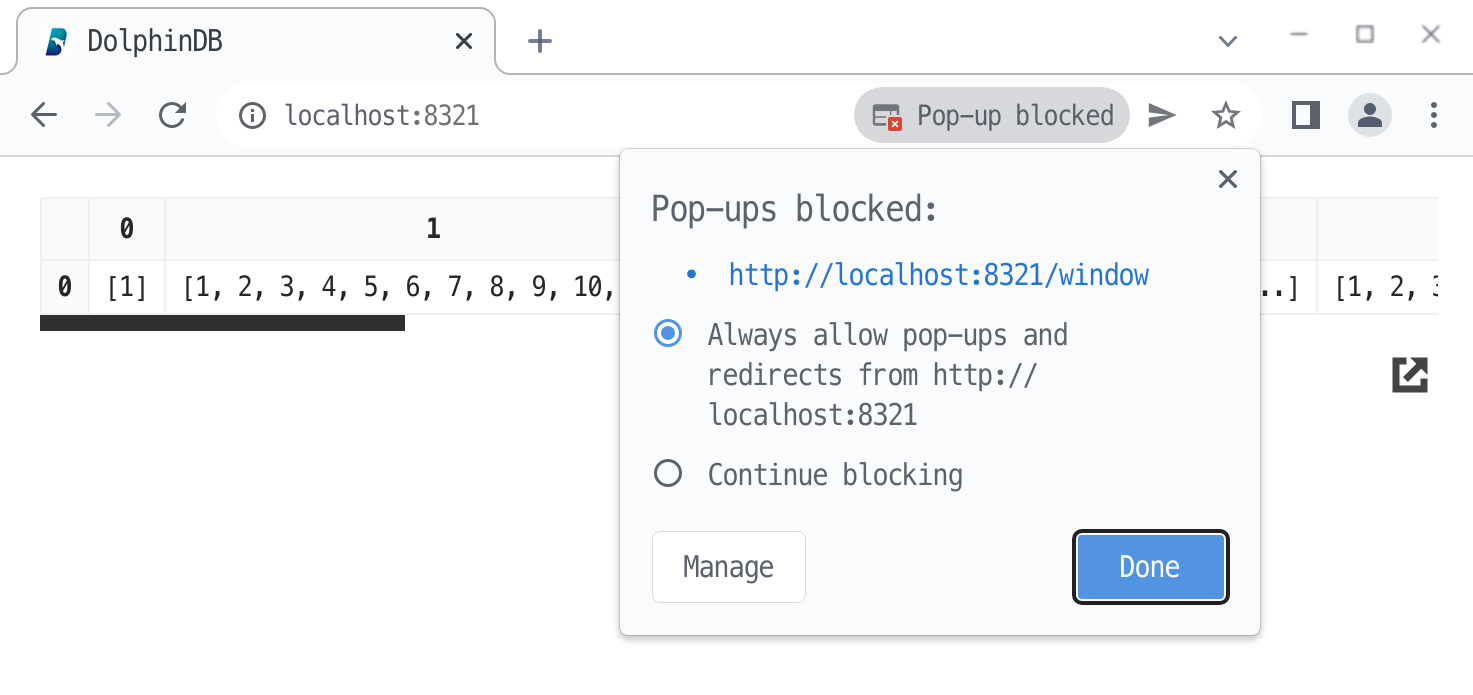 DolphinDB
localhost:8321
Pop-up blocked
Pop-ups blocked:
• http://localhost:8321/window
Always allow pop-ups and
redirects from http://
localhost:8321
Continue blocking
Manage
Done
0 1
0 [1] [1, 2, 3, 4, 5, 6, 7, 8, 9, 10, ..] [1, 2, 3